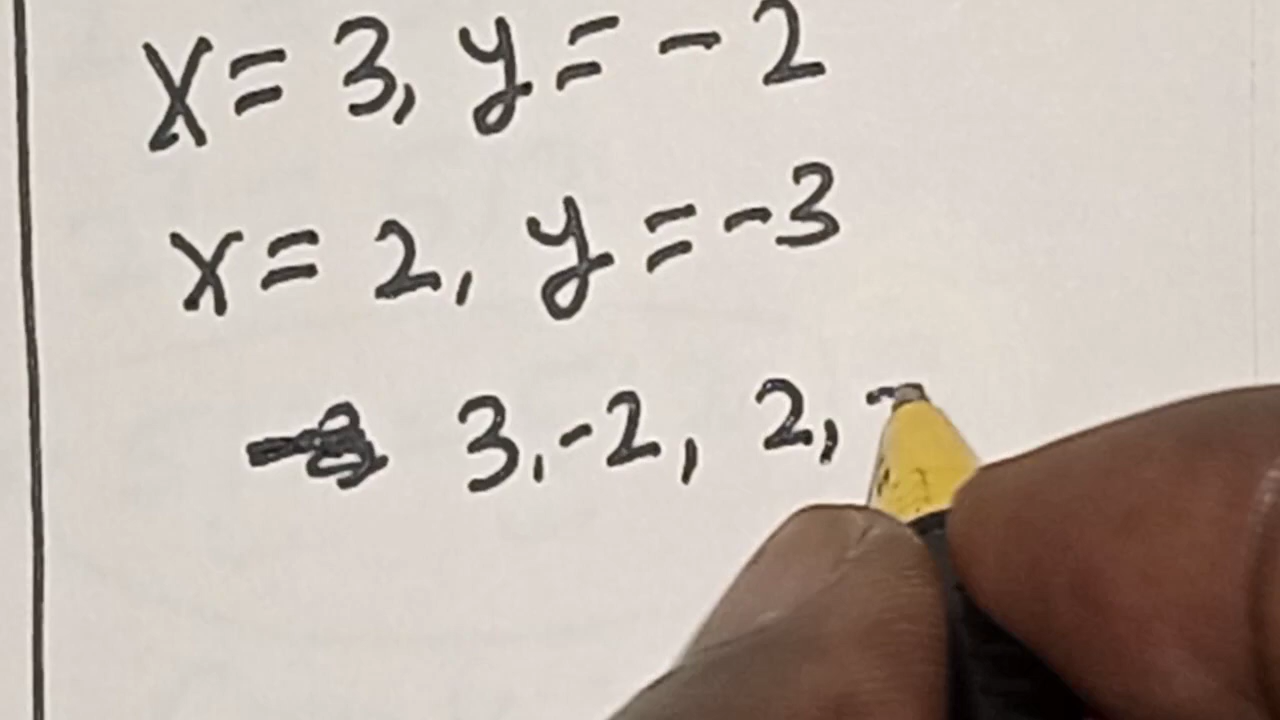 x= 3, y = - 2
x= 2, y = -3
3,-2, 2, -